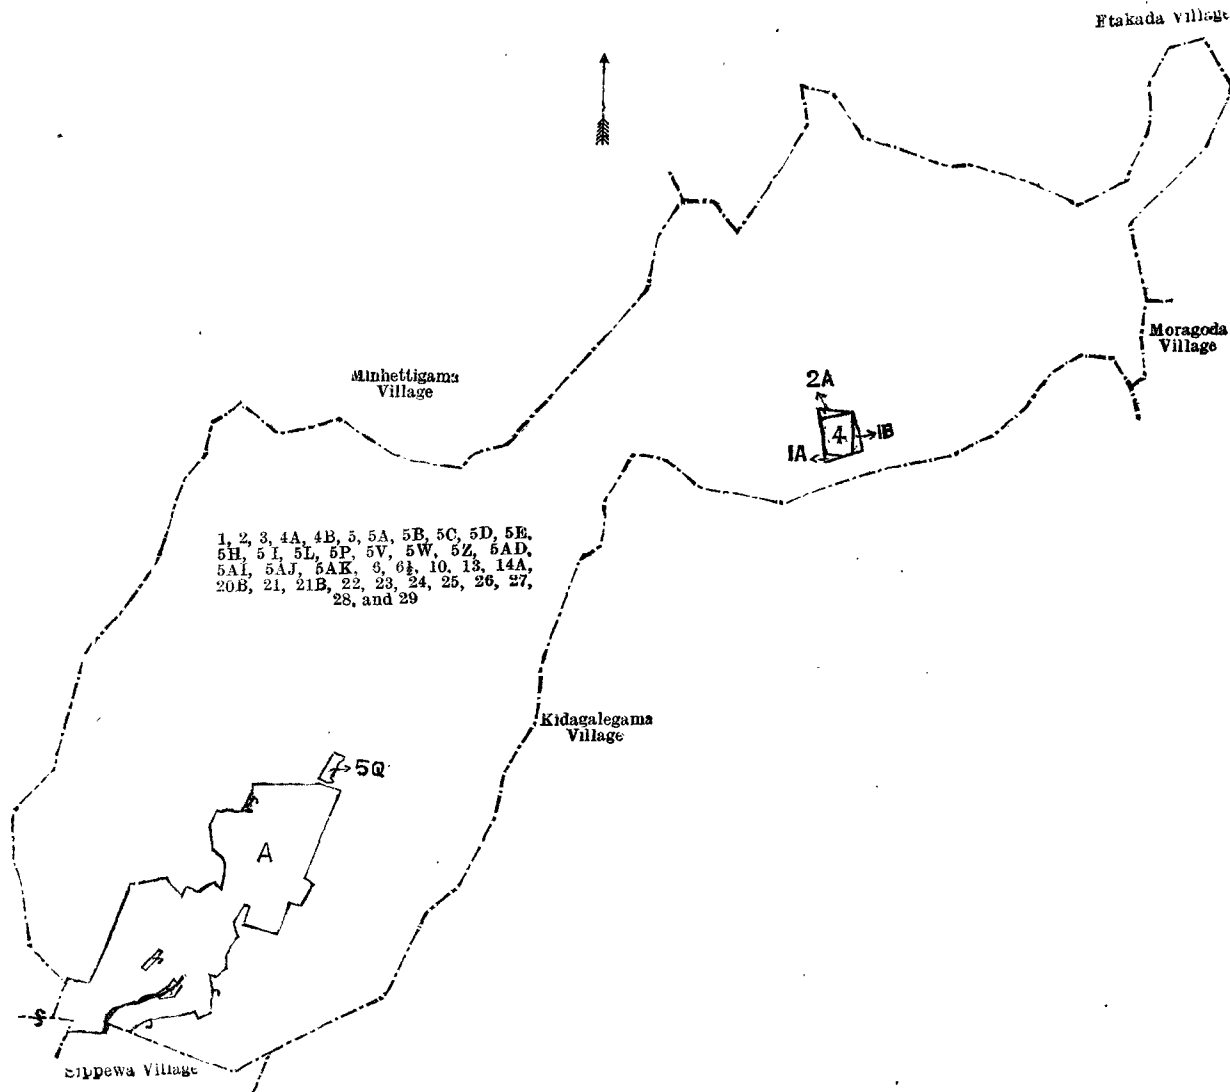 Etakada Village
Moragoda
Village
Minhettigama
Village
2A
4
1B
1A
1, 2, 3, 4A, 4B, 5, 5A, 5B, 5C, 5D, 5E,
5H, 5I, 5L, 5P, 5V, 5W, 5Z, 5AD,
5AI, 5AJ, 5AK, 6, 6½, 10, 13, 14A,
20B, 21, 21B, 22, 23, 24, 25, 26, 27,
28, and 29
Kidagalegama
Village
5Q
A
Sippewa Village